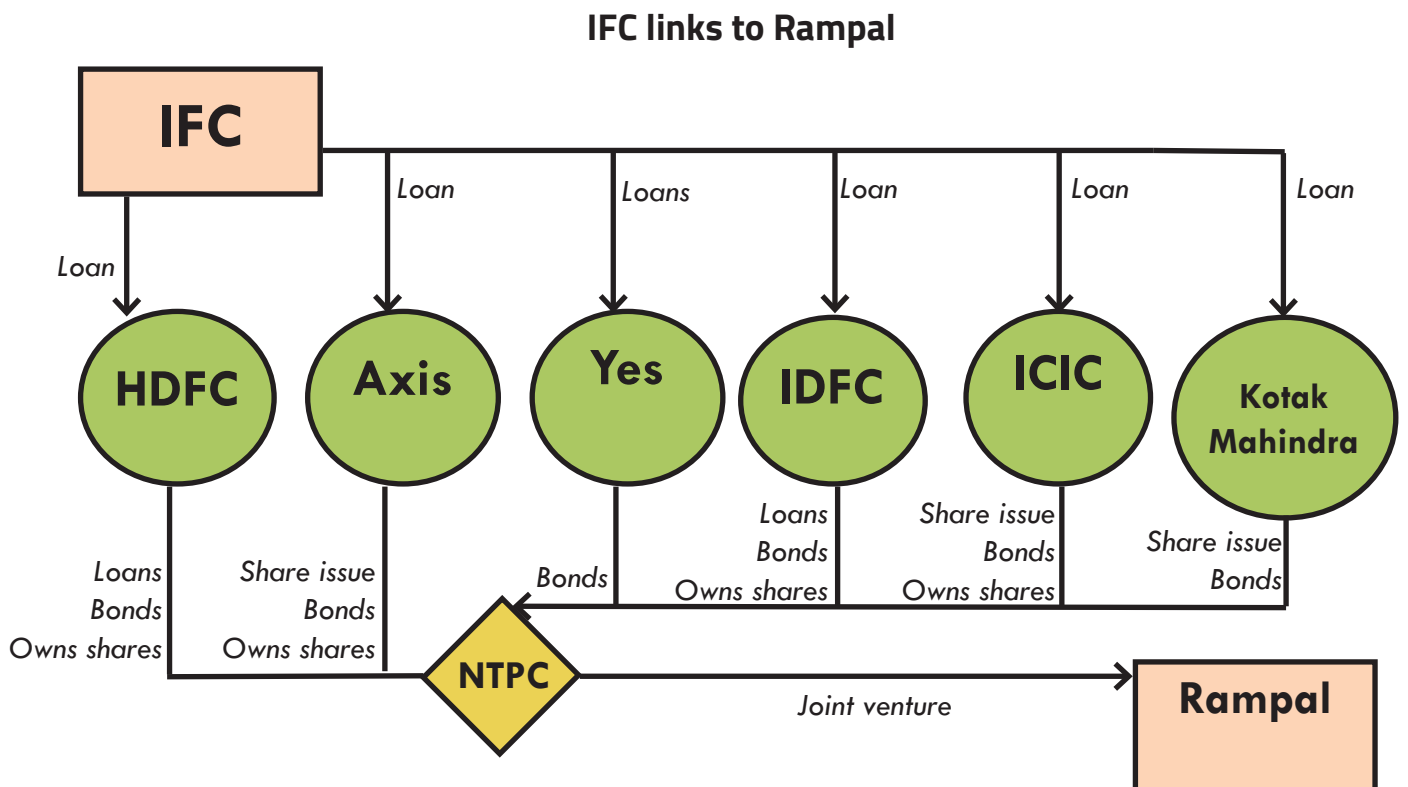 IFC links to Rampal
IFC
Loan
Loans
Loan
Loan
Loan
Loan
HDFC
Axis
Yes
IDFC
ICIC
Kotak
Mahindra
Loans
Bonds
Owns shares
Share issue
Bonds
Owns shares
Bonds
Loans
Bonds
Owns shares
Share issue
Bonds
Owns shares
Share issue
Bonds
NTPC
Joint venture
Rampal